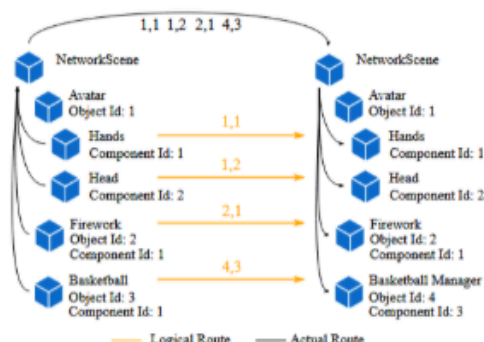 1,1 1,2 2,1 4,3
NetworkScene
NetworkScene
Avatar
Object Id: 1
Avatar
Object Id: 1
Hands
Component Id: 1
1,1
Hands
Component Id: 1
Head
Component Id: 2
1,2
Head
Component Id: 2
Firework
Object Id: 2
Component Id: 1
2,1
Firework
Object Id: 2
Component Id: 1
Basketball
Object Id: 3
Component Id: 1
4,3
Basketball Manager
Object Id: 4
Component Id: 3
Logical Route
Actual Route